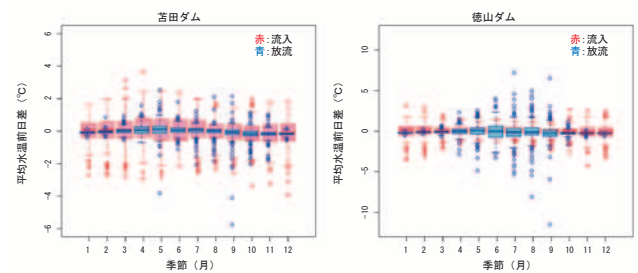 苫田ダム
赤:流入
青:放流
平均水温前日差（℃）
6
4
2
0
−2
−4
−6
1 2 3 4 5 6 7 8 9 10 11 12
季節（月）
徳山ダム
赤:流入
青:放流
平均水温前日差（℃）
10
5
0
−5
−10
1 2 3 4 5 6 7 8 9 10 11 12
季節（月）